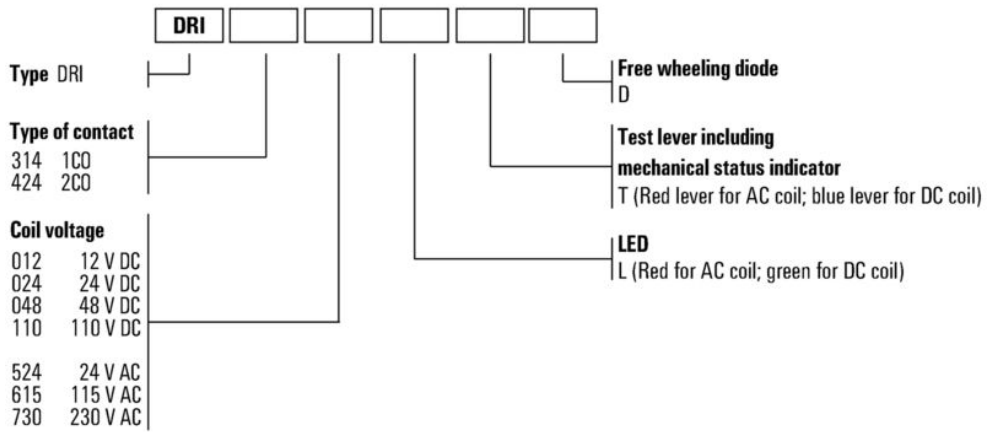 DRI
Type DRI
Type of contact
314 1CO
424 2CO
Coil voltage
012 12 V DC
024 24 V DC
048 48 V DC
110 110 V DC
524 24 V AC
615 115 V AC
730 230 V AC
Free wheeling diode
D
Test lever including
mechanical status indicator
T (Red lever for AC coil; blue lever for DC coil)
LED
L (Red for AC coil; green for DC coil)